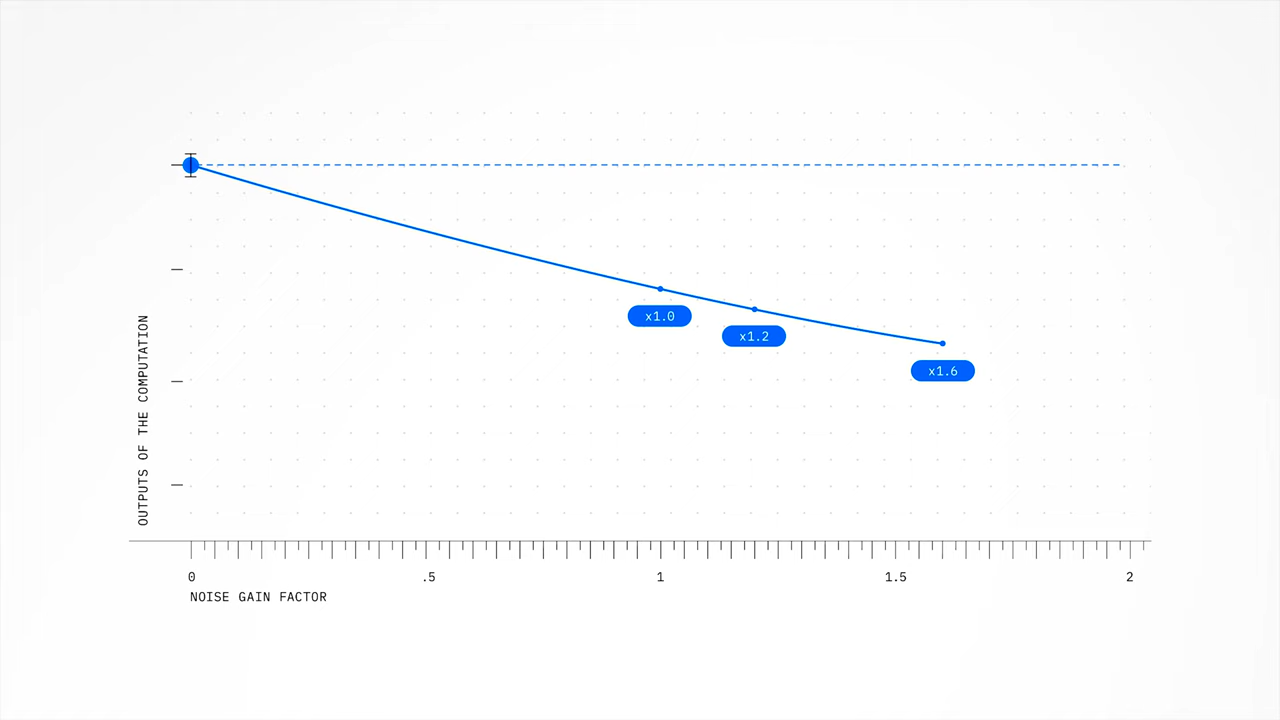 OUTPUTS OF THE COMPUTATION
x1.0
x1.2
x1.6
0 .5 1 1.5 2
NOISE GAIN FACTOR